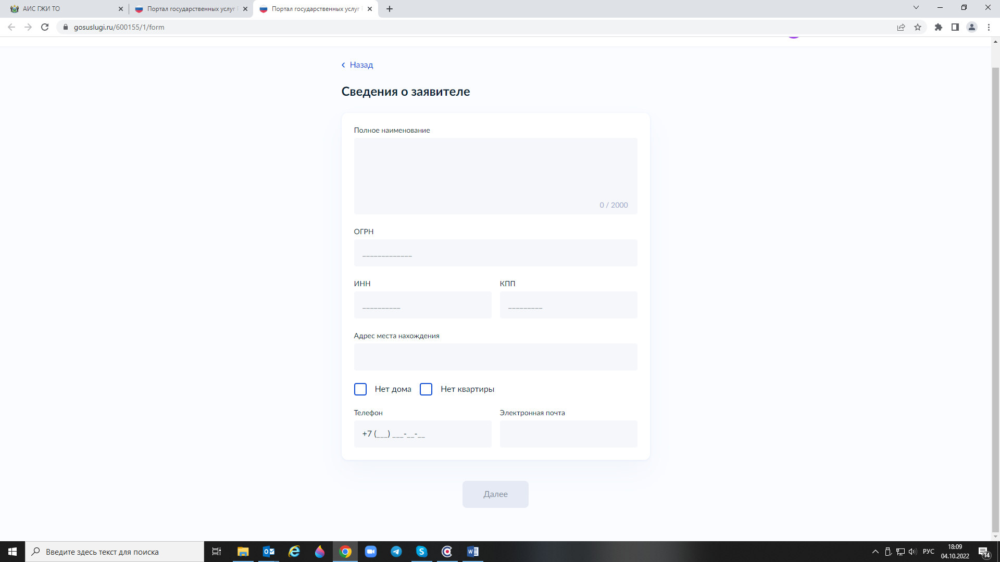 АИС ГЖИ ТО
Портал государственных услуг
Портал государственных услуг
gosuslugi.ru/600155/1/form
Назад
Сведения о заявителе
Полное наименование
0 / 2000
ОГРН
_____________
ИНН КПП
__________ _________
Адрес места нахождения
Нет дома Нет квартиры
Телефон Электронная почта
+7 (___) ___-__-__
Далее
Введите здесь текст для поиска
РУС
18:09
04.10.2022
14